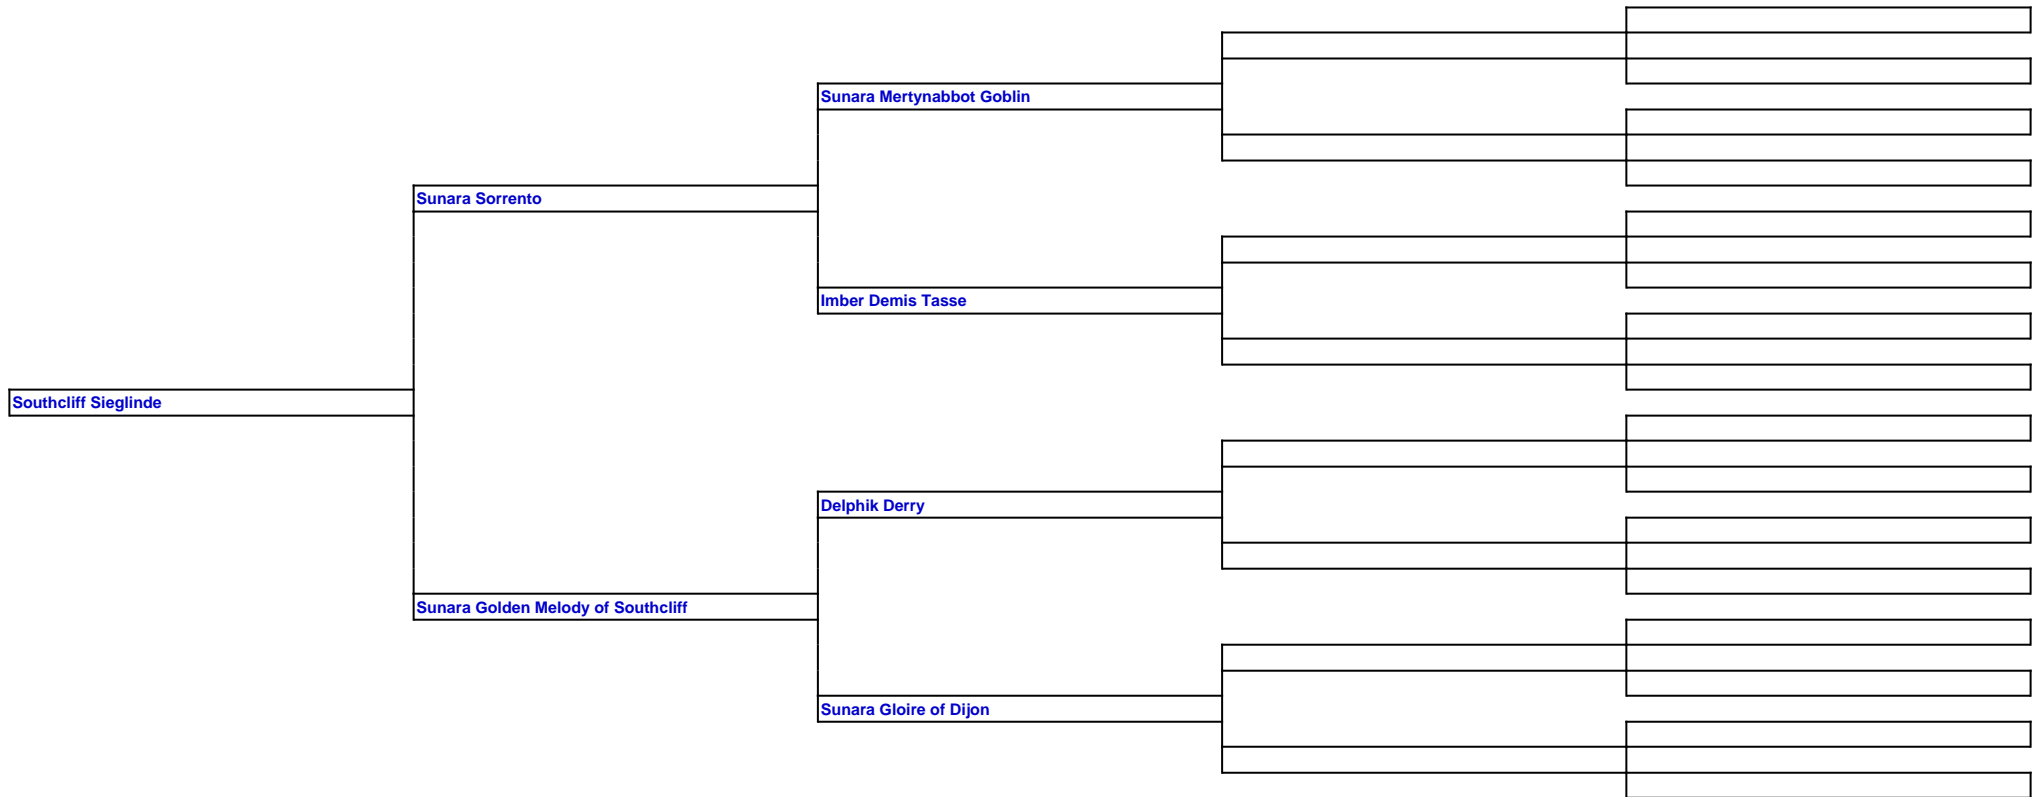 Sunara Mertynabbot Goblin
Sunara Sorrento
Imber Demis Tasse
Southcliff Sieglinde
Delphik Derry
Sunara Golden Melody of Southcliff
Sunara Gloire of Dijon